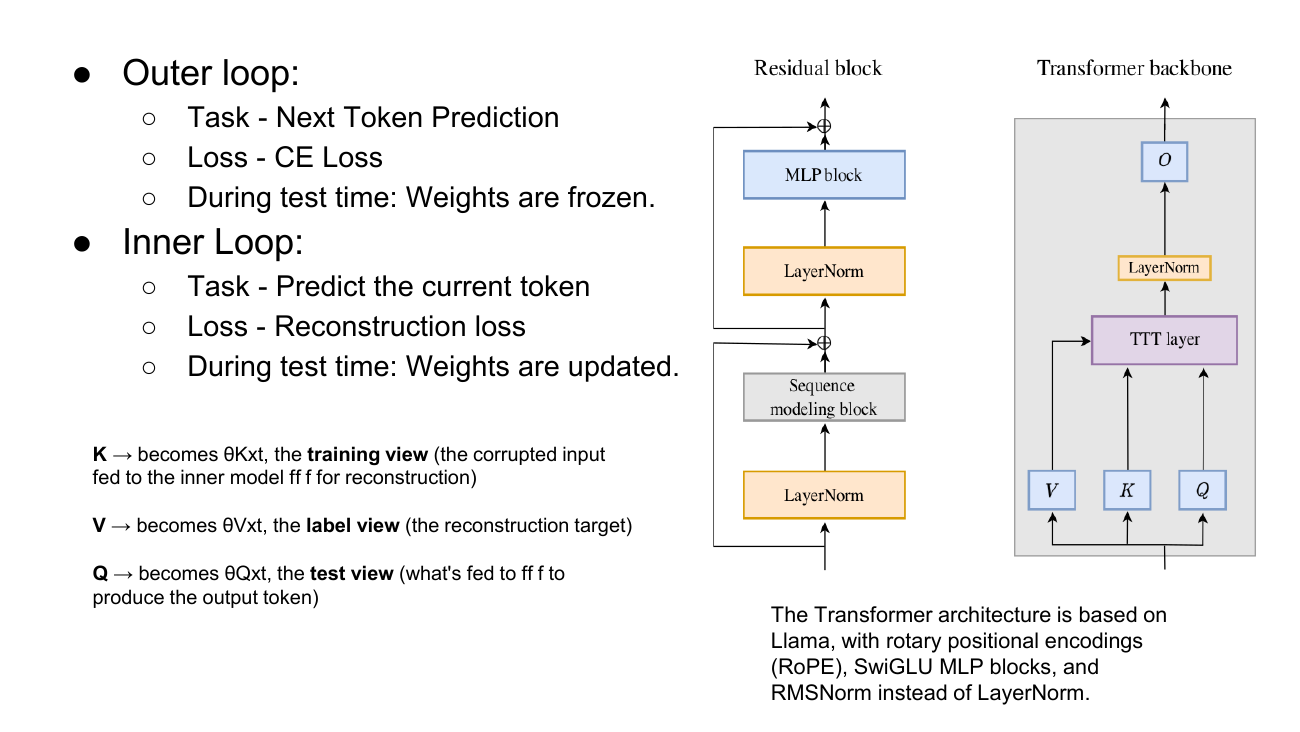 ● Outer loop:
○ Task - Next Token Prediction
○ Loss - CE Loss
○ During test time: Weights are frozen.
● Inner Loop:
○ Task - Predict the current token
○ Loss - Reconstruction loss
○ During test time: Weights are updated.
K → becomes θKxt, the training view (the corrupted input
fed to the inner model ff f for reconstruction)
V → becomes θVxt, the label view (the reconstruction target)
Q → becomes θQxt, the test view (what's fed to ff f to
produce the output token)
Residual block
MLP block
LayerNorm
Sequence
modeling block
LayerNorm
Transformer backbone
O
LayerNorm
TTT layer
V K Q
The Transformer architecture is based on
Llama, with rotary positional encodings
(RoPE), SwiGLU MLP blocks, and
RMSNorm instead of LayerNorm.